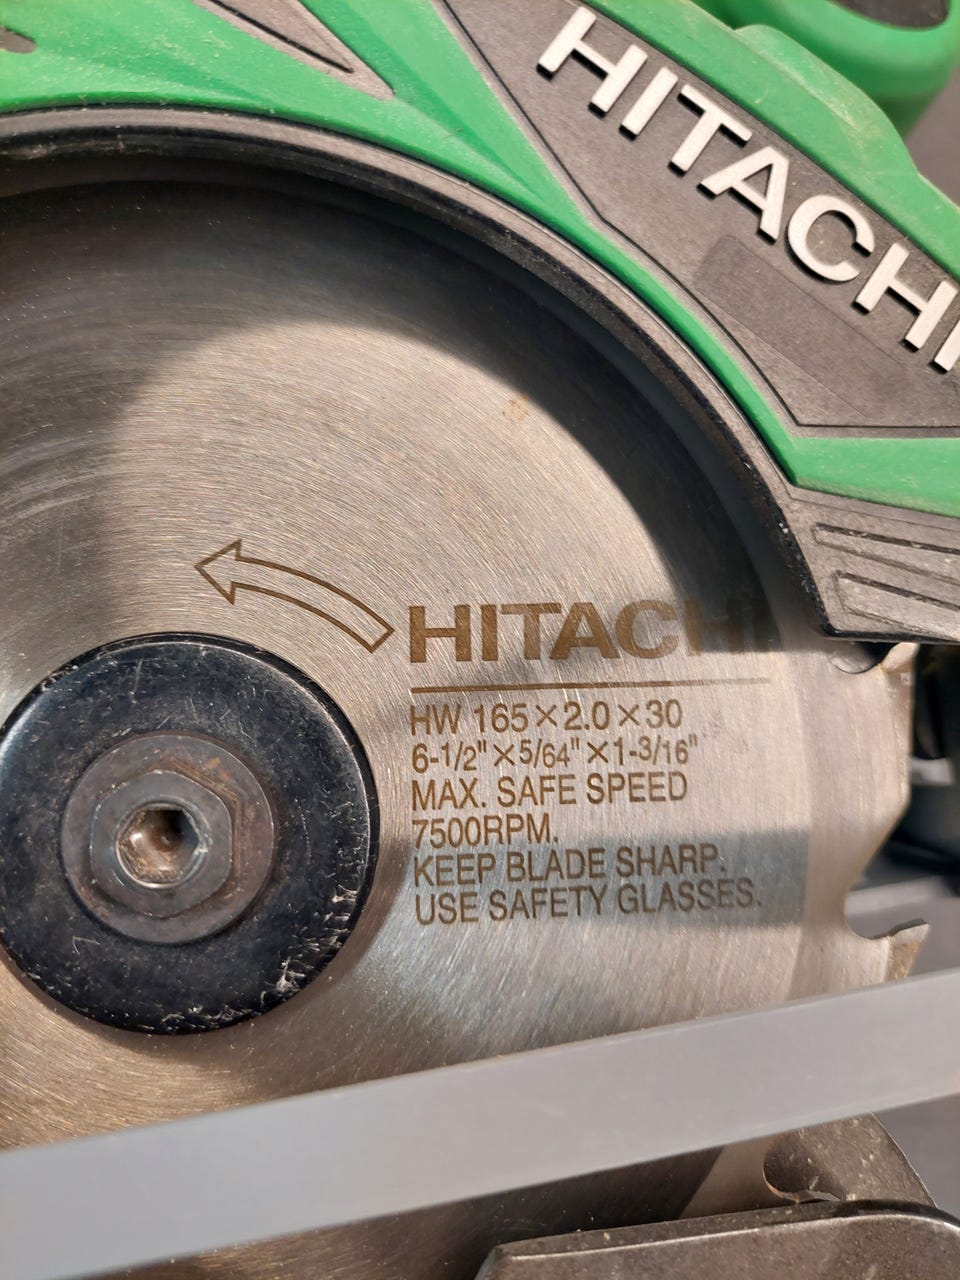 HITACHI
HITACHI
HW 165×2.0×30
6-1/2"×5/64"×1-3/16"
MAX. SAFE SPEED
7500RPM.
KEEP BLADE SHARP.
USE SAFETY GLASSES.